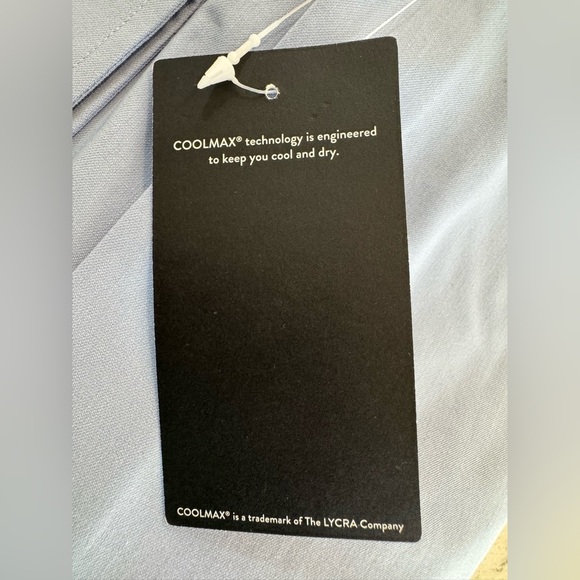 COOLMAX® technology is engineered
to keep you cool and dry.
COOLMAX® is a trademark of The LYCRA Company